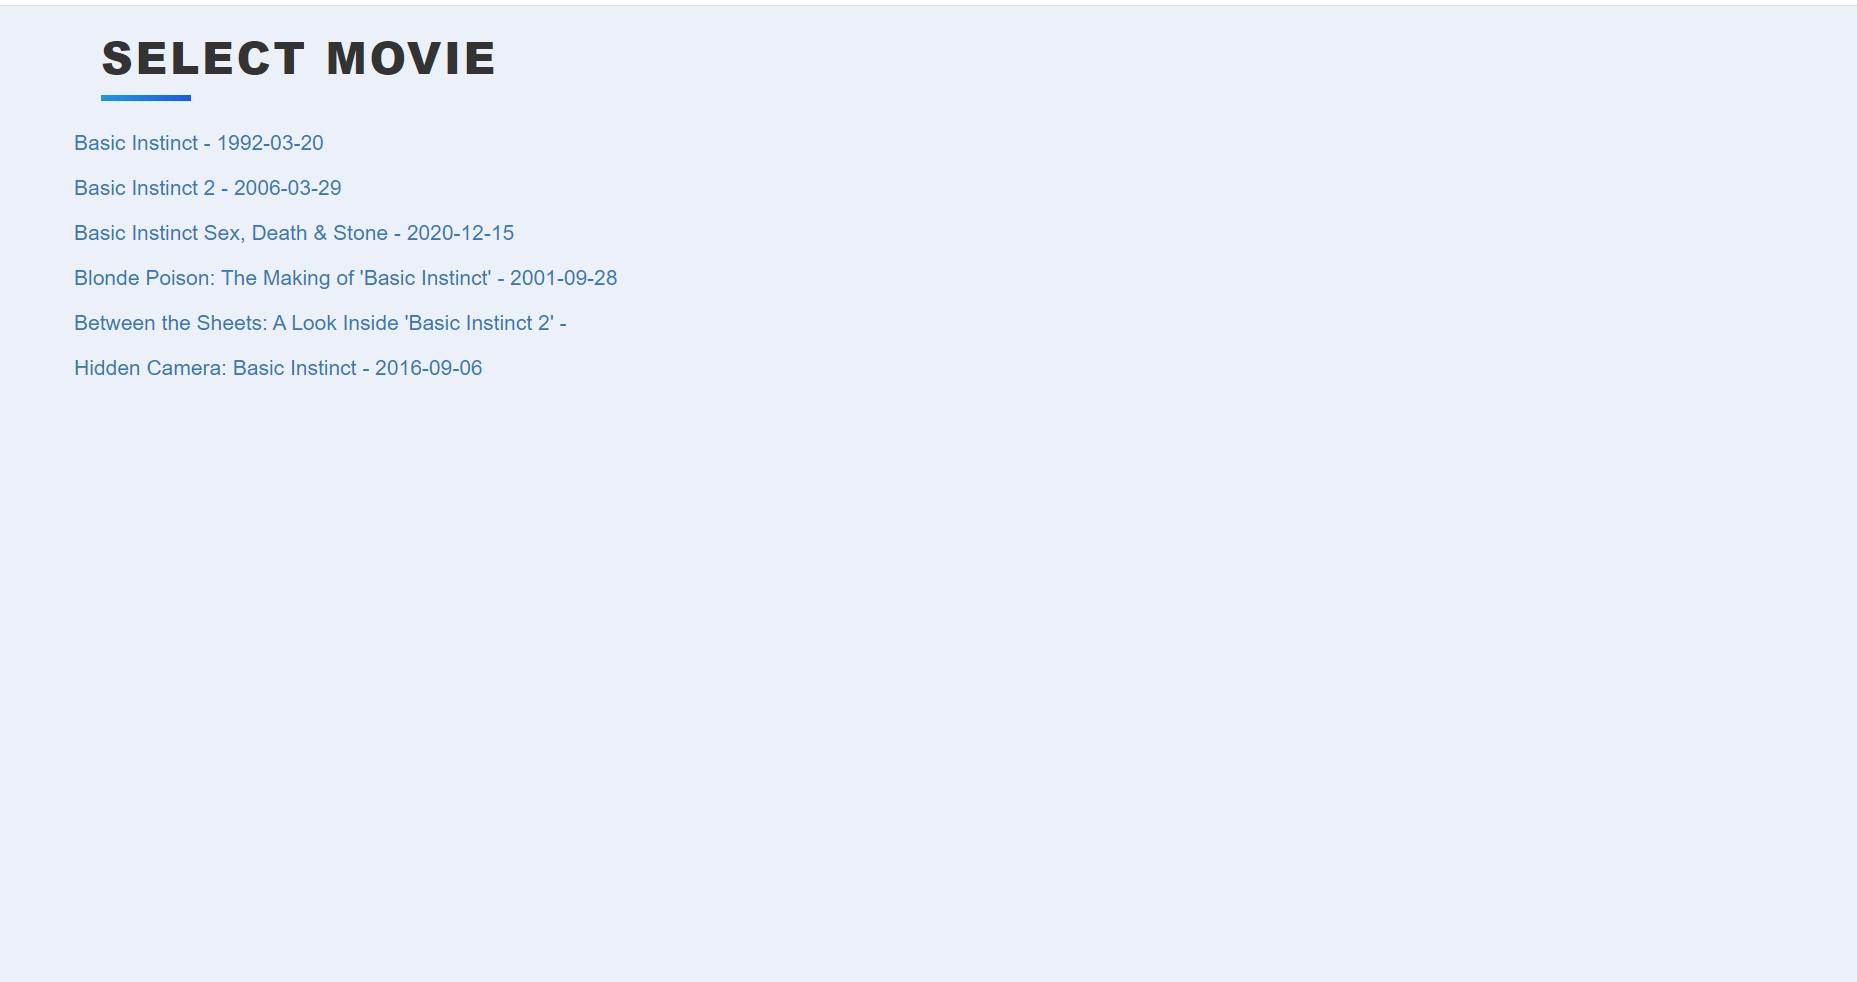 SELECT MOVIE
Basic Instinct - 1992-03-20
Basic Instinct 2 - 2006-03-29
Basic Instinct Sex, Death & Stone - 2020-12-15
Blonde Poison: The Making of 'Basic Instinct' - 2001-09-28
Between the Sheets: A Look Inside 'Basic Instinct 2' -
Hidden Camera: Basic Instinct - 2016-09-06